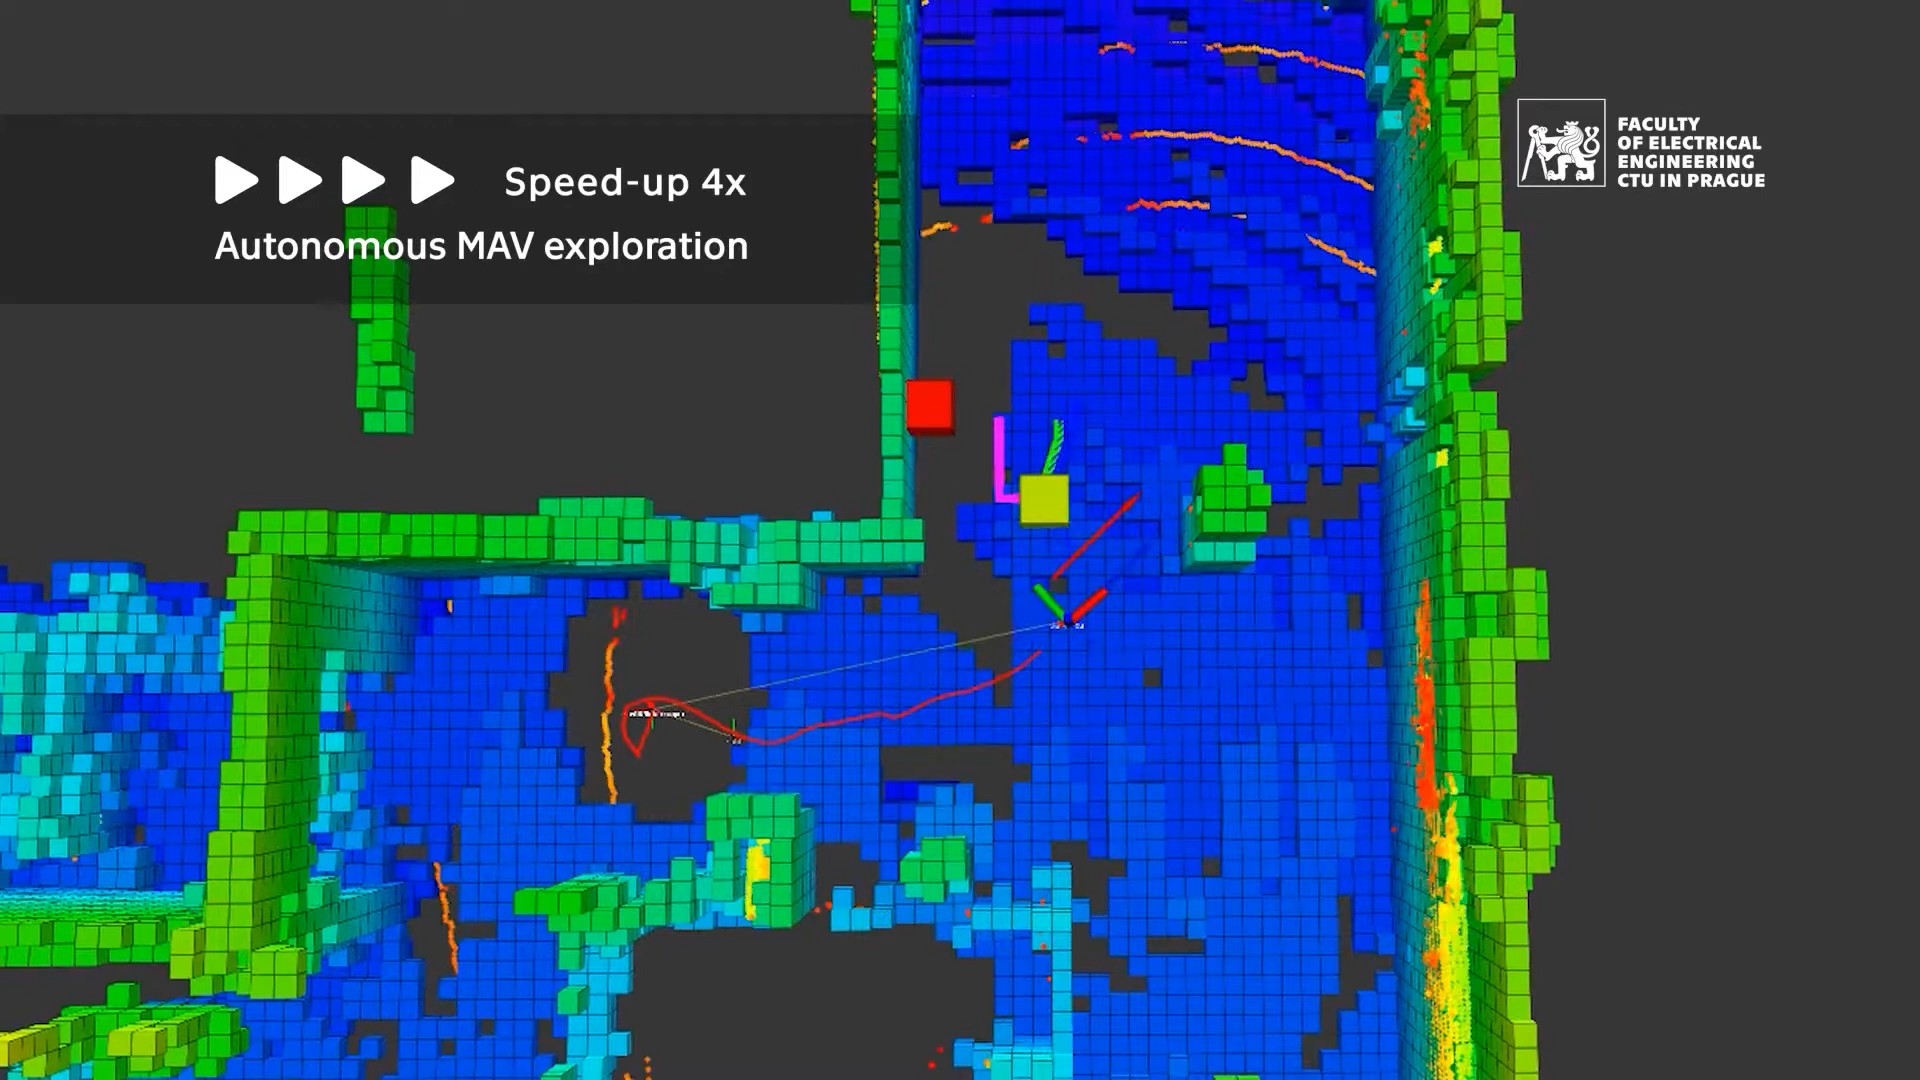 Speed-up 4x
Autonomous MAV exploration
FACULTY
OF ELECTRICAL
ENGINEERING
CTU IN PRAGUE